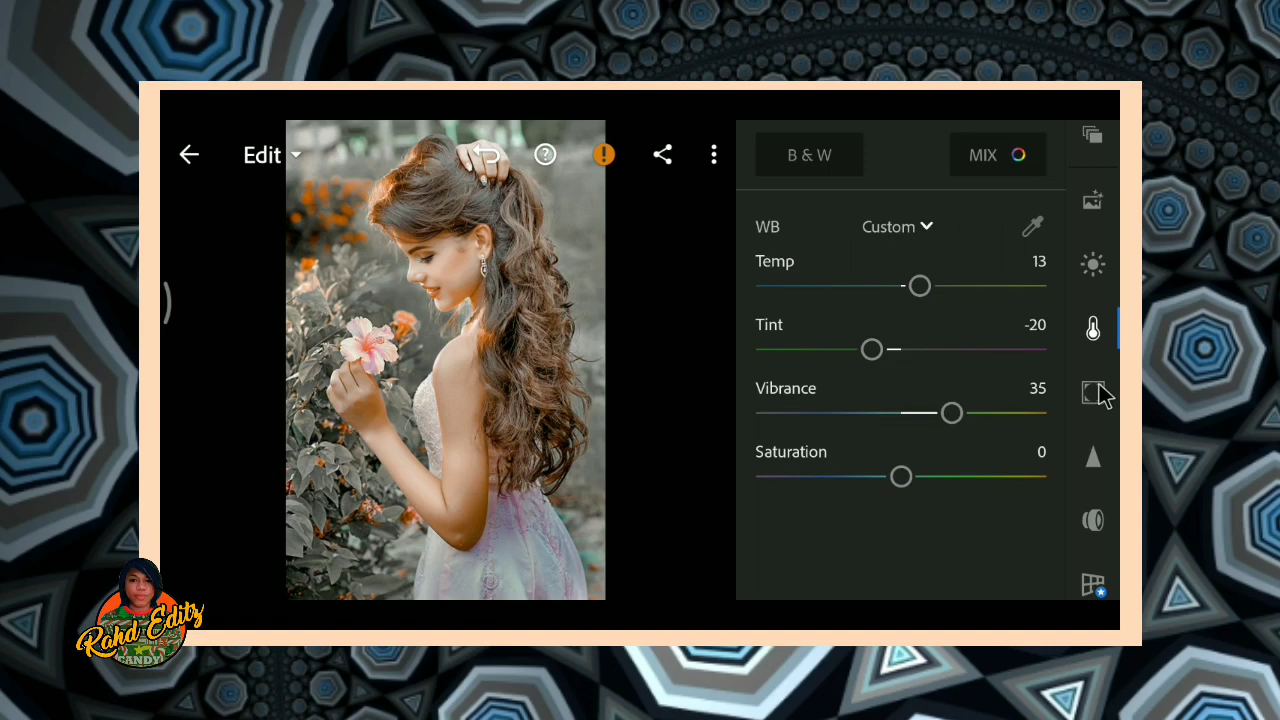 Edit
B & W
MIX
WB
Custom
Temp
13
Tint
-20
Vibrance
35
Saturation
0
Rahd Editz
CANDY